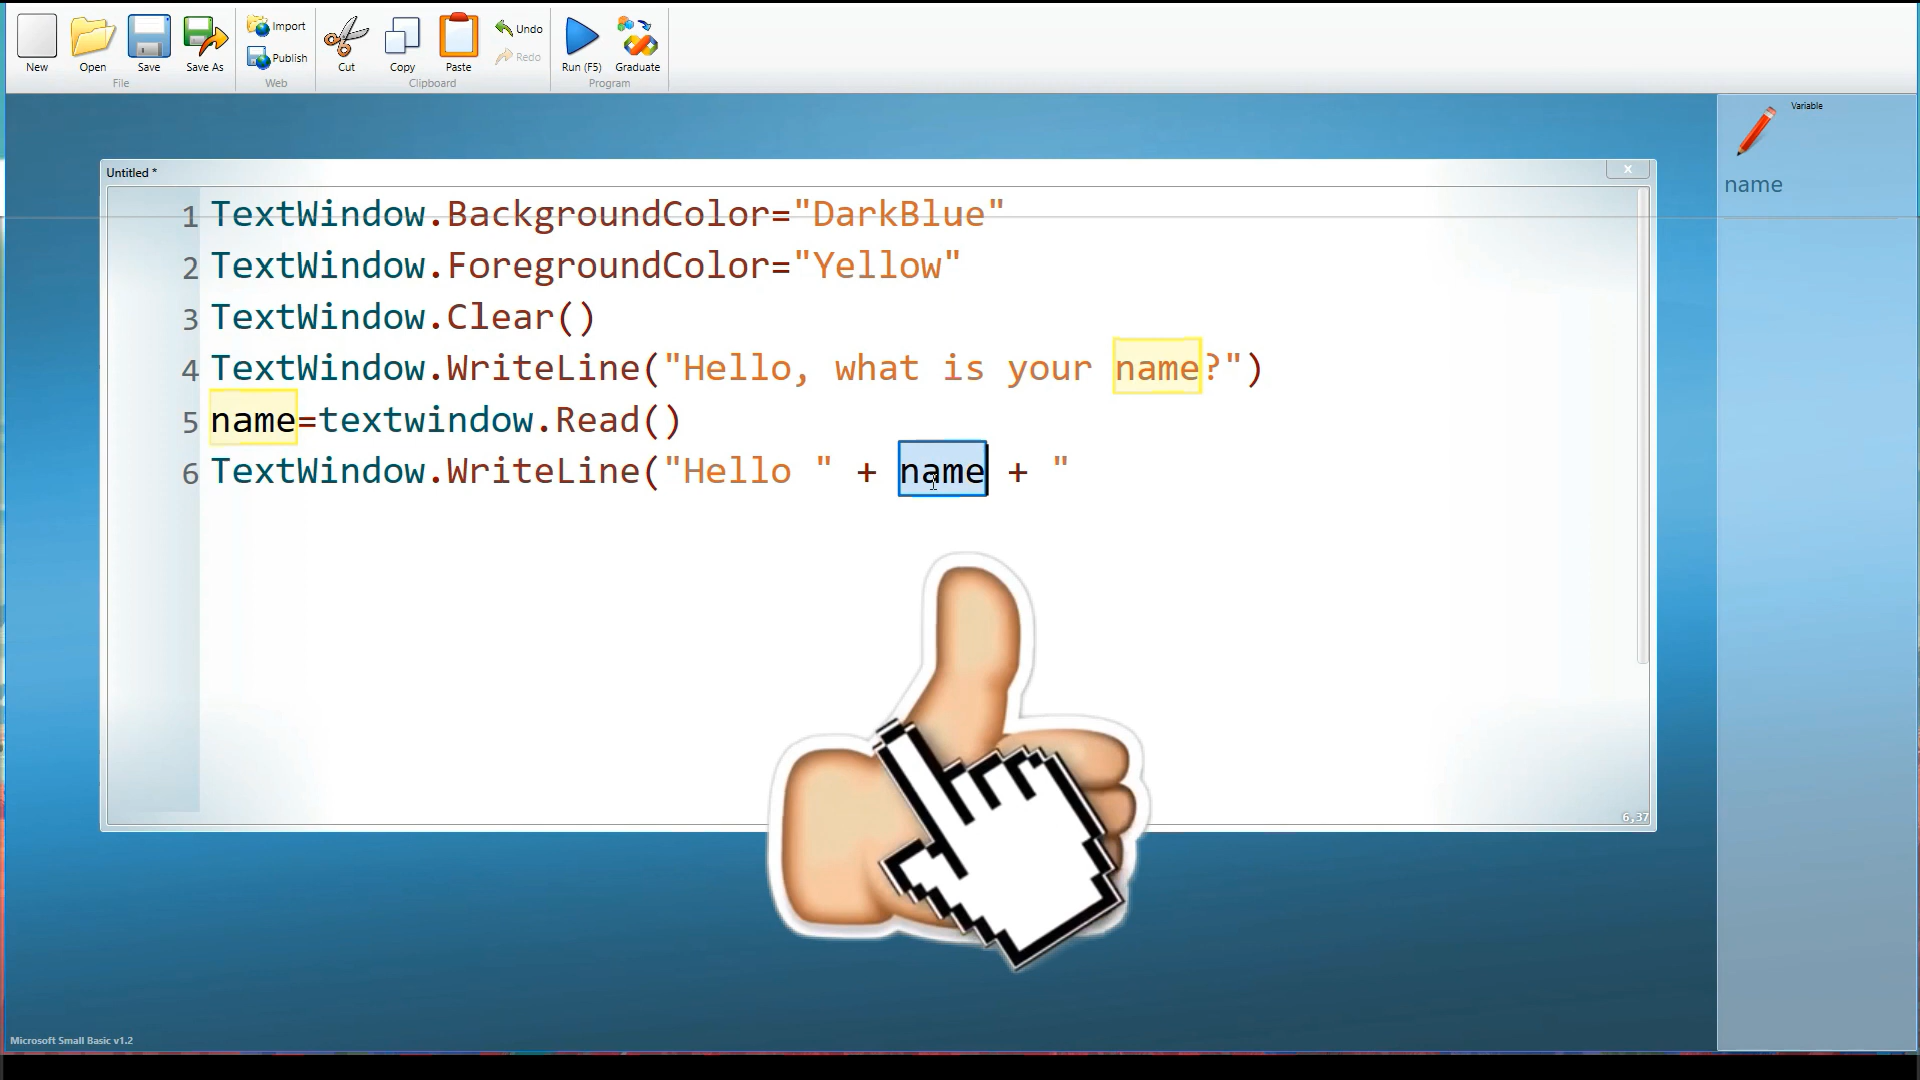 New
Open
Save
Save As
File
Import
Publish
Web
Cut
Copy
Paste
Undo
Redo
Clipboard
Run (F5)
Graduate
Program
Variable
name
Untitled *
1 TextWindow.BackgroundColor="DarkBlue"
2 TextWindow.ForegroundColor="Yellow"
3 TextWindow.Clear()
4 TextWindow.WriteLine("Hello, what is your name?")
5 name=textwindow.Read()
6 TextWindow.WriteLine("Hello " + name + "
6,37
Microsoft Small Basic v1.2